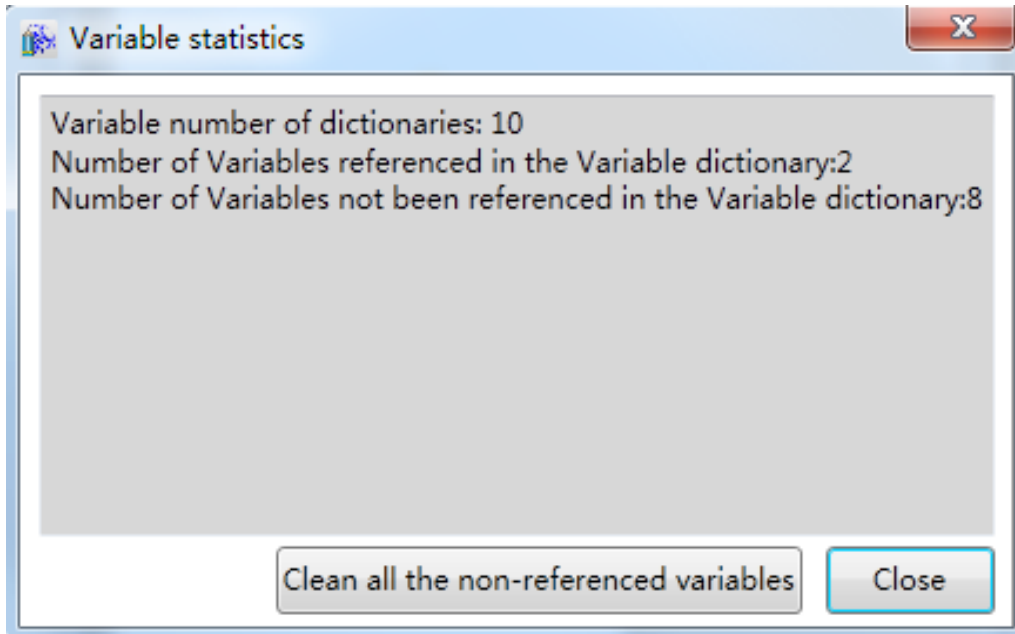 Variable statistics
Variable number of dictionaries: 10
Number of Variables referenced in the Variable dictionary:2
Number of Variables not been referenced in the Variable dictionary:8
Clean all the non-referenced variables
Close